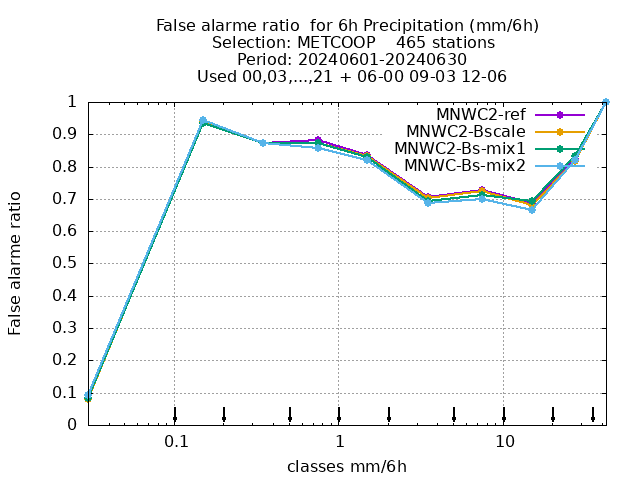 False alarme ratio  for 6h Precipitation (mm/6h)
Selection: METCOOP    465 stations
Period: 20240601-20240630
Used 00,03,...,21 + 06-00 09-03 12-06
MNWC2-ref
MNWC2-Bscale
MNWC2-Bs-mix1
MNWC-Bs-mix2
False alarme ratio
1
0.9
0.8
0.7
0.6
0.5
0.4
0.3
0.2
0.1
0
0.1
1
10
classes mm/6h